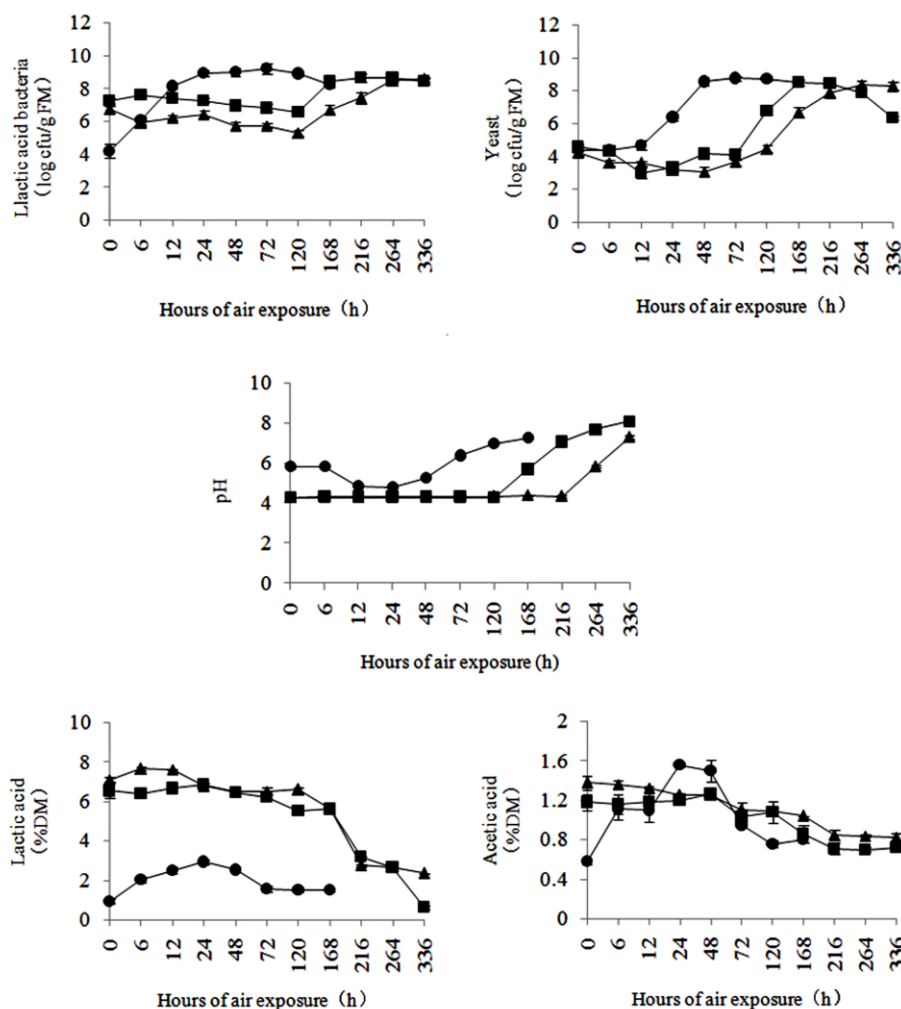 Llactic acid bacteria
(log cfu/g FM)
12
10
8
6
4
2
0
0 6 12 24 48 72 120 168 216 264 336
Hours of air exposure (h)
Yeast
(log cfu/g FM)
12
10
8
6
4
2
0
0 6 12 24 48 72 120 168 216 264 336
Hours of air exposure (h)
pH
10
8
6
4
2
0
0 6 12 24 48 72 120 168 216 264 336
Hours of air exposure (h)
Lactic acid
(%DM)
10
8
6
4
2
0
0 6 12 24 48 72 120 168 216 264 336
Hours of air exposure (h)
Acetic acid
(%DM)
2
1.6
1.2
0.8
0.4
0 6 12 24 48 72 120 168 216 264 336
Hours of air exposure (h)